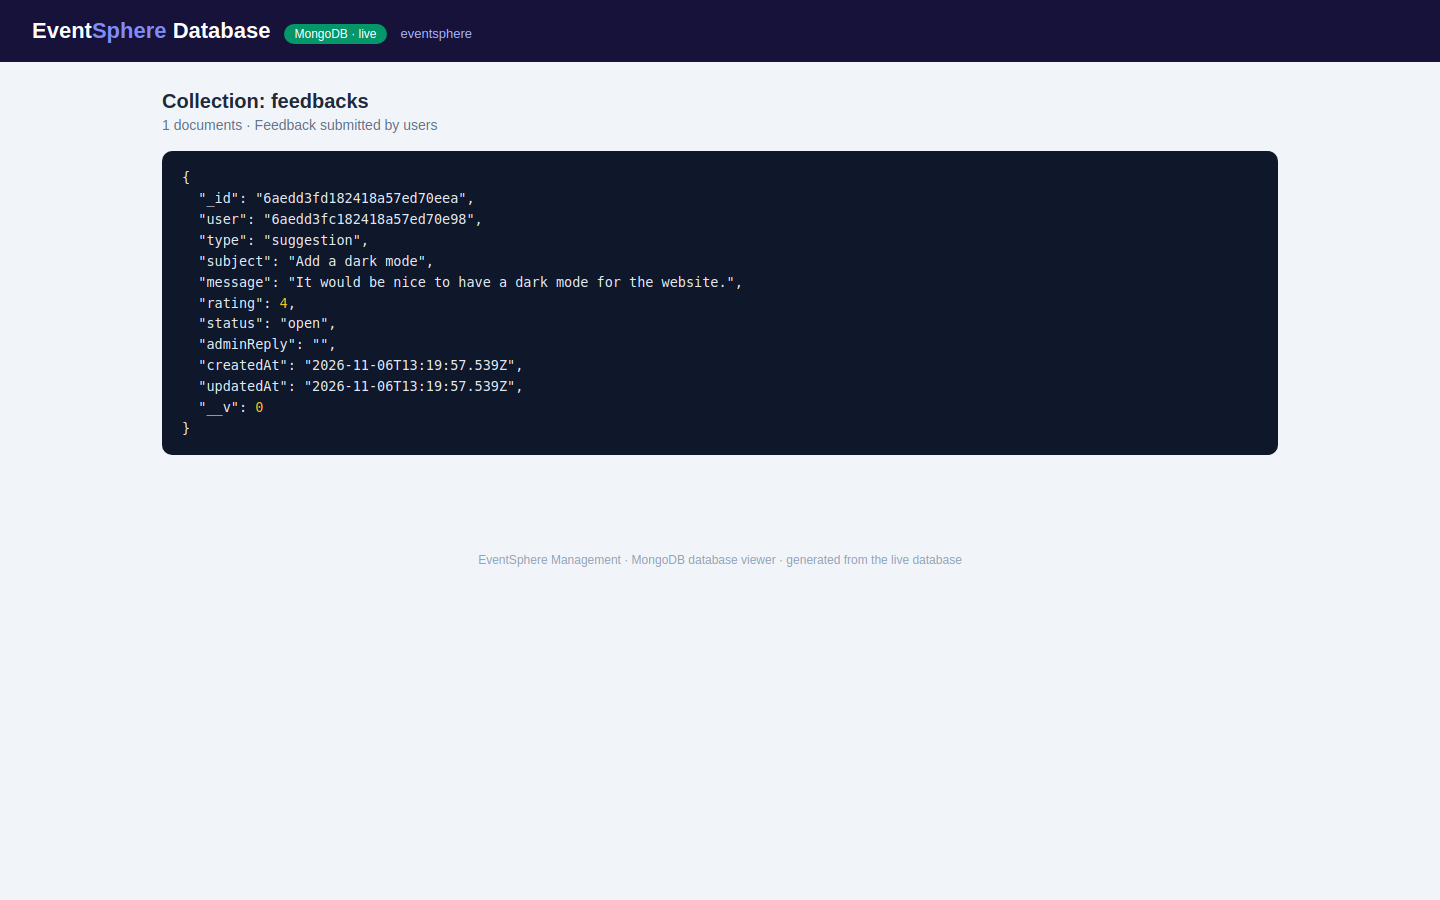 EventSphere Database MongoDB · live eventsphere
Collection: feedbacks
1 documents · Feedback submitted by users
{
  "_id": "6aedd3fd182418a57ed70eea",
  "user": "6aedd3fc182418a57ed70e98",
  "type": "suggestion",
  "subject": "Add a dark mode",
  "message": "It would be nice to have a dark mode for the website.",
  "rating": 4,
  "status": "open",
  "adminReply": "",
  "createdAt": "2026-11-06T13:19:57.539Z",
  "updatedAt": "2026-11-06T13:19:57.539Z",
  "__v": 0
}
EventSphere Management · MongoDB database viewer · generated from the live database